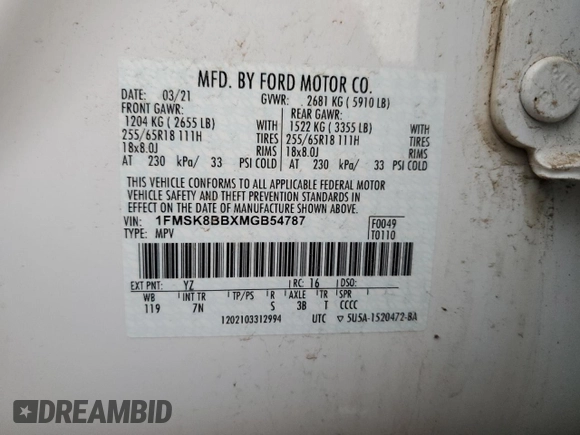 MFD. BY FORD MOTOR CO.
DATE: 03/21 GVWR: 2681 KG ( 5910 LB)
FRONT GAWR: REAR GAWR:
1204 KG ( 2655 LB) WITH 1522 KG ( 3355 LB) WITH
255/65R18 111H TIRES 255/65R18 111H TIRES
18x8.0J RIMS 18x8.0J RIMS
AT 230 kPa/ 33 PSI COLD AT 230 kPa/ 33 PSI COLD
THIS VEHICLE CONFORMS TO ALL APPLICABLE FEDERAL MOTOR
VEHICLE SAFETY AND THEFT PREVENTION STANDARDS IN
EFFECT ON THE DATE OF MANUFACTURE SHOWN ABOVE.
VIN: 1FMSK8BBXMGB54787 F0049
TYPE: MPV T0110
EXT PNT: YZ RC: 16 DSO:
WB INT TR TP/PS R AXLE TR SPR
119 7N S 3B T CCCC
1202103312994 UTC ▽ 5U5A-1520472-BA
DREAMBID